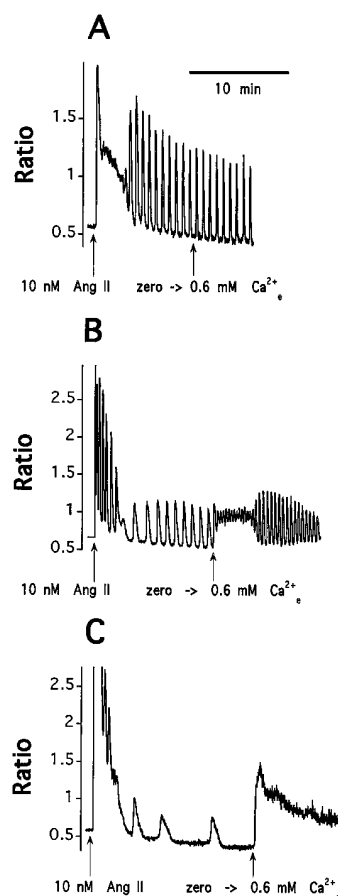 A
10 min
1.5
1
0.5
Ratio
10 nM Ang II zero -> 0.6 mM Ca²⁺ₑ
B
2.5
2
1.5
1
0.5
Ratio
10 nM Ang II zero -> 0.6 mM Ca²⁺ₑ
C
2.5
2
1.5
1
0.5
Ratio
10 nM Ang II zero -> 0.6 mM Ca²⁺